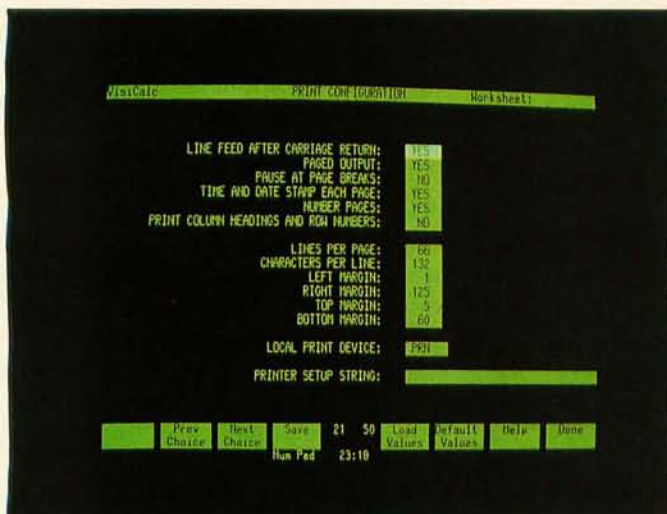 VisiCalc PRINT CONFIGURATION Worksheet:
LINE FEED AFTER CARRIAGE RETURN: YES
PAGED OUTPUT: YES
PAUSE AT PAGE BREAKS: NO
TIME AND DATE STAMP EACH PAGE: YES
NUMBER PAGES: YES
PRINT COLUMN HEADINGS AND ROW NUMBERS: NO
LINES PER PAGE: 66
CHARACTERS PER LINE: 132
LEFT MARGIN: 1
RIGHT MARGIN: 125
TOP MARGIN: 5
BOTTOM MARGIN: 60
LOCAL PRINT DEVICE: PRN
PRINTER SETUP STRING:
Prev Next Save 21 50 Load Default Help Done
Choice Choice Values Values
Num Pad 23:10